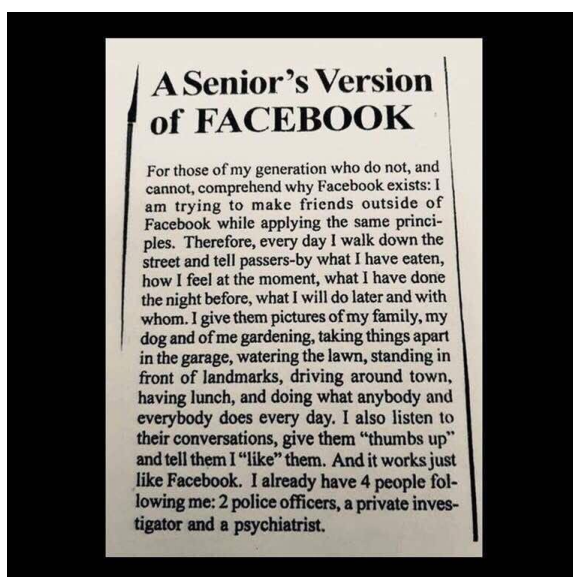 A Senior's Version
of FACEBOOK
For those of my generation who do not, and
cannot, comprehend why Facebook exists: I
am trying to make friends outside of
Facebook while applying the same princi-
ples. Therefore, every day I walk down the
street and tell passers-by what I have eaten,
how I feel at the moment, what I have done
the night before, what I will do later and with
whom. I give them pictures of my family, my
dog and of me gardening, taking things apart
in the garage, watering the lawn, standing in
front of landmarks, driving around town,
having lunch, and doing what anybody and
everybody does every day. I also listen to
their conversations, give them “thumbs up”
and tell them I “like” them. And it works just
like Facebook. I already have 4 people fol-
lowing me: 2 police officers, a private inves-
tigator and a psychiatrist.